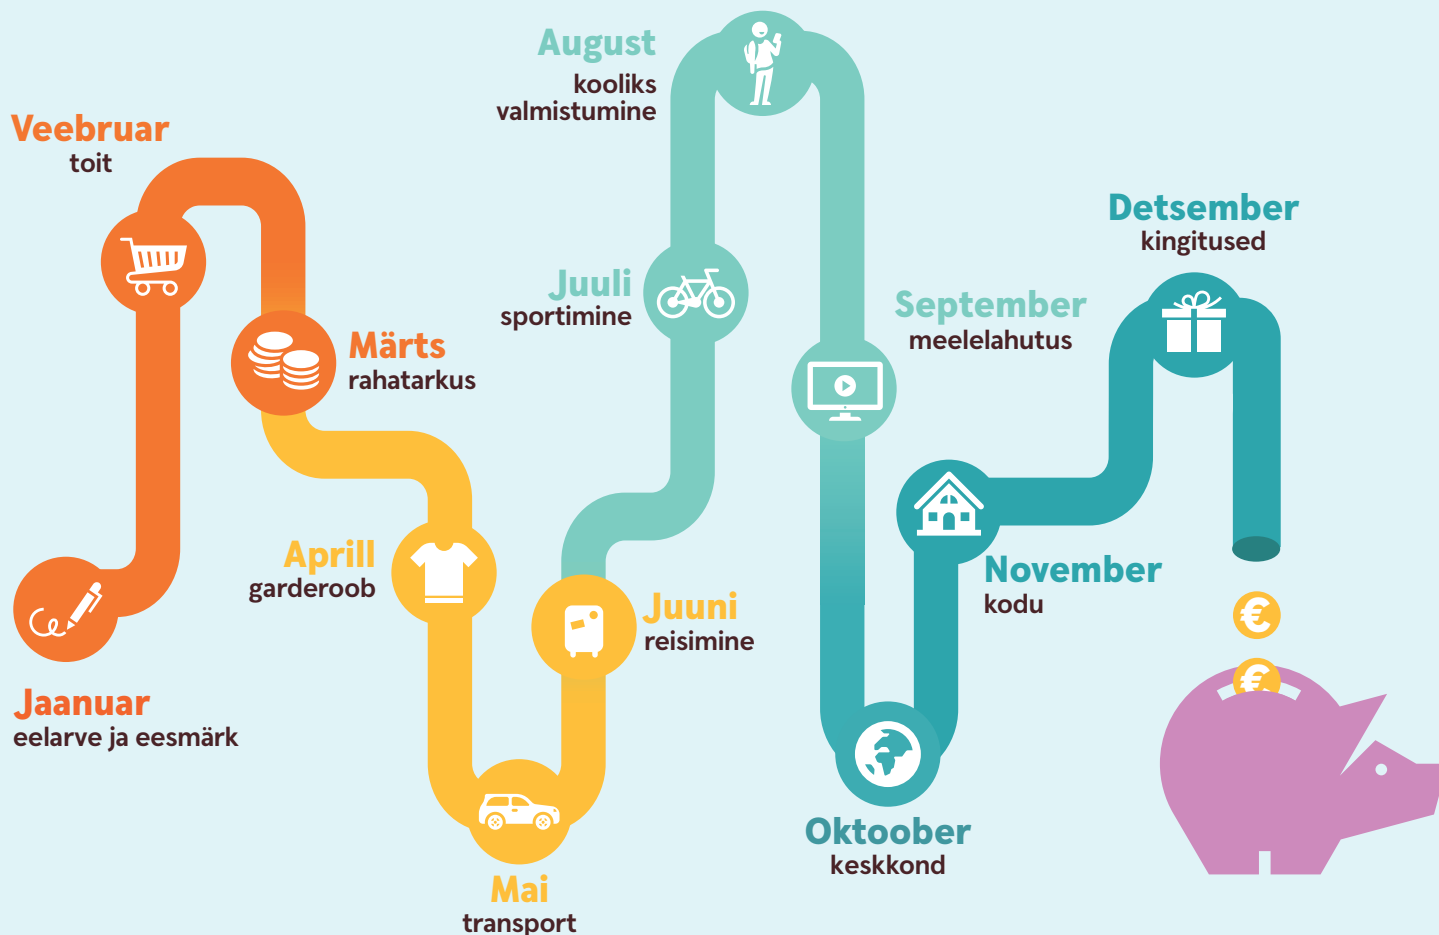 Jaanuar
eelarve ja eesmärk
Veebruar
toit
Märts
rahatarkus
Aprill
garderoob
Mai
transport
Juuni
reisimine
Juuli
sportimine
August
kooliks
valmistumine
September
meelelahutus
Oktoober
keskkond
November
kodu
Detsember
kingitused
€
€